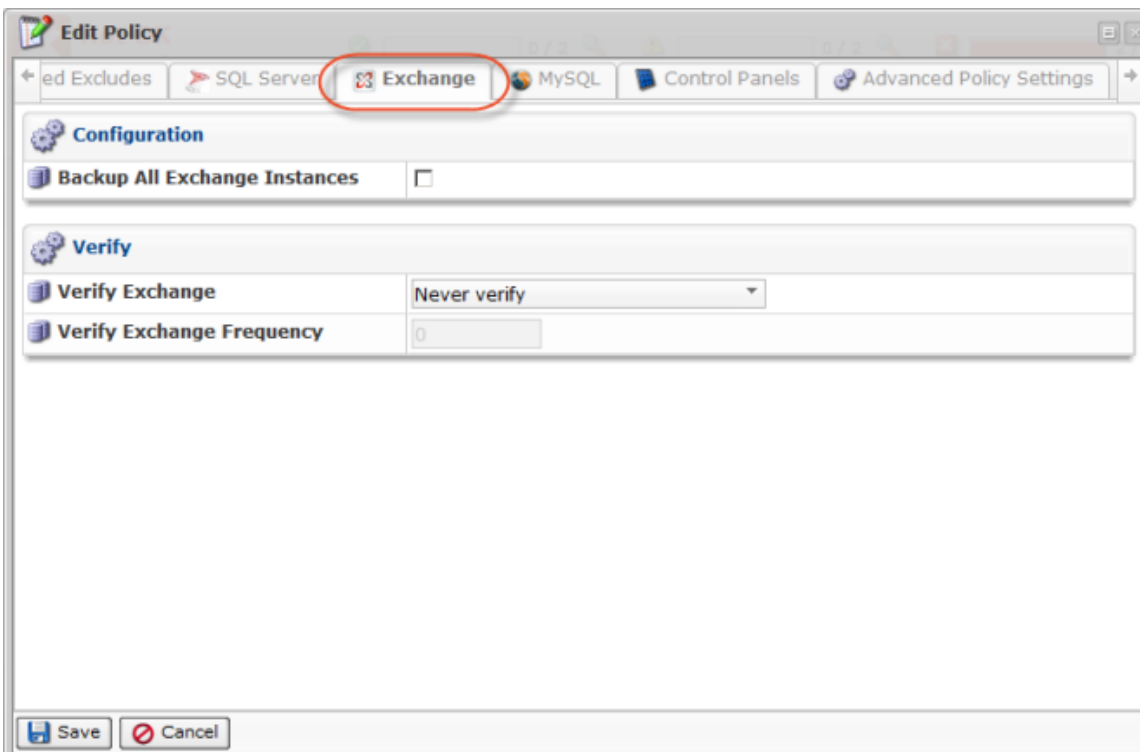 Edit Policy
ed Excludes SQL Server Exchange MySQL Control Panels Advanced Policy Settings
Configuration
Backup All Exchange Instances
Verify
Verify Exchange Never verify
Verify Exchange Frequency 0
Save Cancel